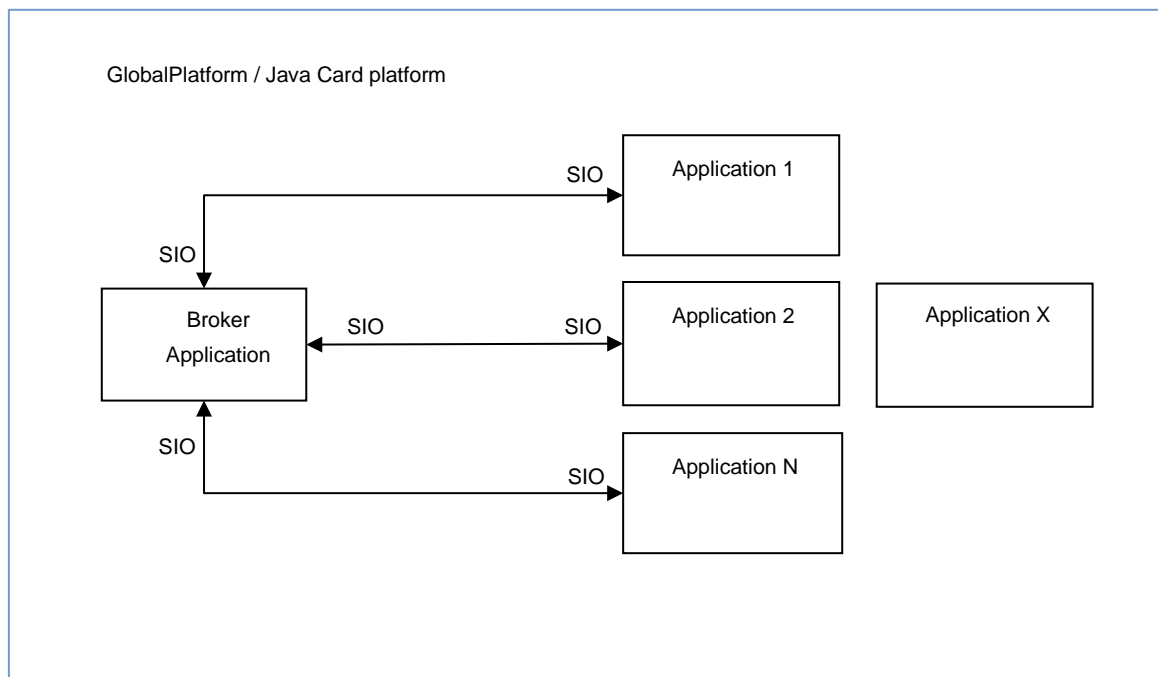 GlobalPlatform / Java Card platform
SIO
Application 1
SIO
Broker
Application
SIO
SIO
Application 2
Application X
SIO
SIO
Application N